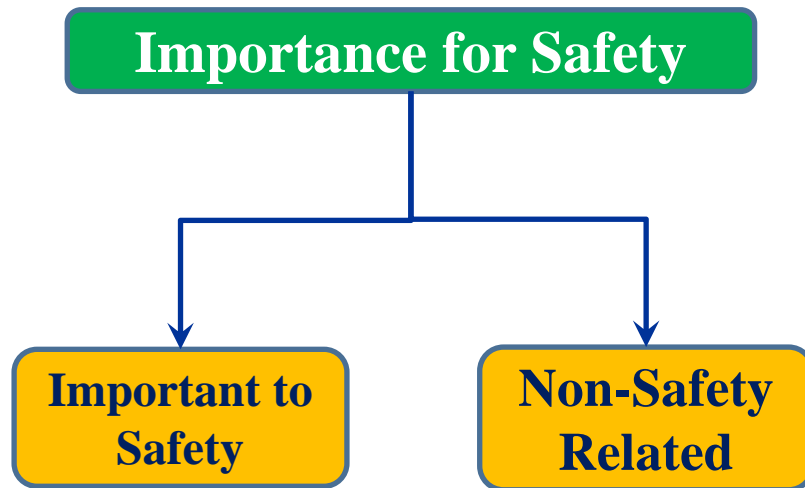 Importance for Safety
Important to
Safety
Non-Safety
Related